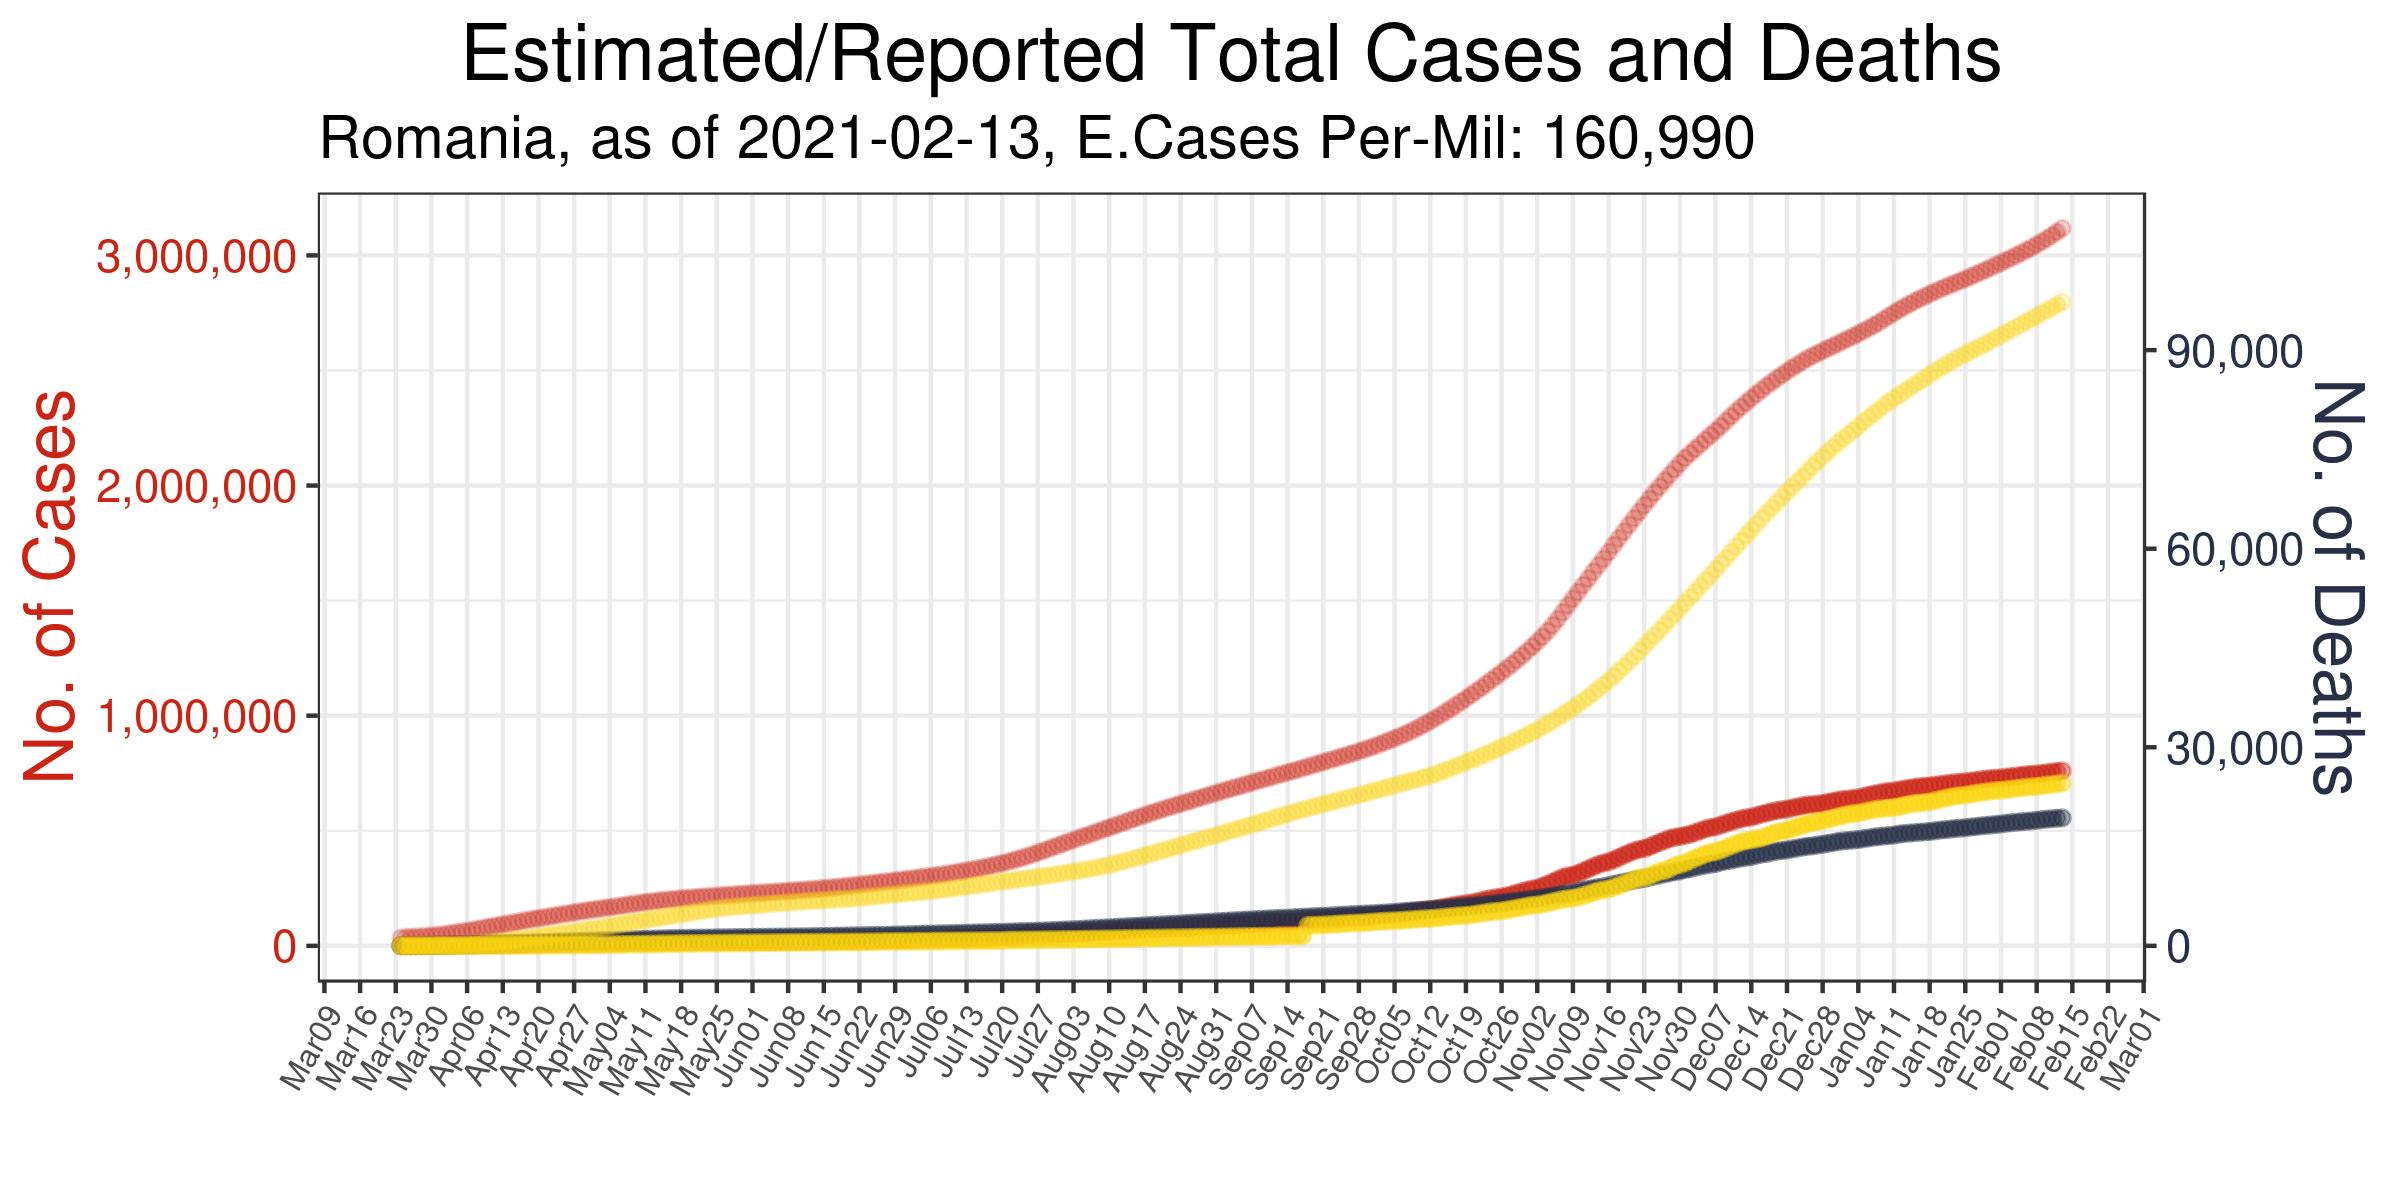 Estimated/Reported Total Cases and Deaths
Romania, as of 2021-02-13, E.Cases Per-Mil: 160,990
No. of Cases
3,000,000
2,000,000
1,000,000
0
90,000
60,000
30,000
0
No. of Deaths
Mar09 Mar16 Mar23 Mar30 Apr06 Apr13 Apr20 Apr27 May04 May11 May18 May25 Jun01 Jun08 Jun15 Jun22 Jun29 Jul06 Jul13 Jul20 Jul27 Aug03 Aug10 Aug17 Aug24 Aug31 Sep07 Sep14 Sep21 Sep28 Oct05 Oct12 Oct19 Oct26 Nov02 Nov09 Nov16 Nov23 Nov30 Dec07 Dec14 Dec21 Dec28 Jan04 Jan11 Jan18 Jan25 Feb01 Feb08 Feb15 Feb22 Mar01